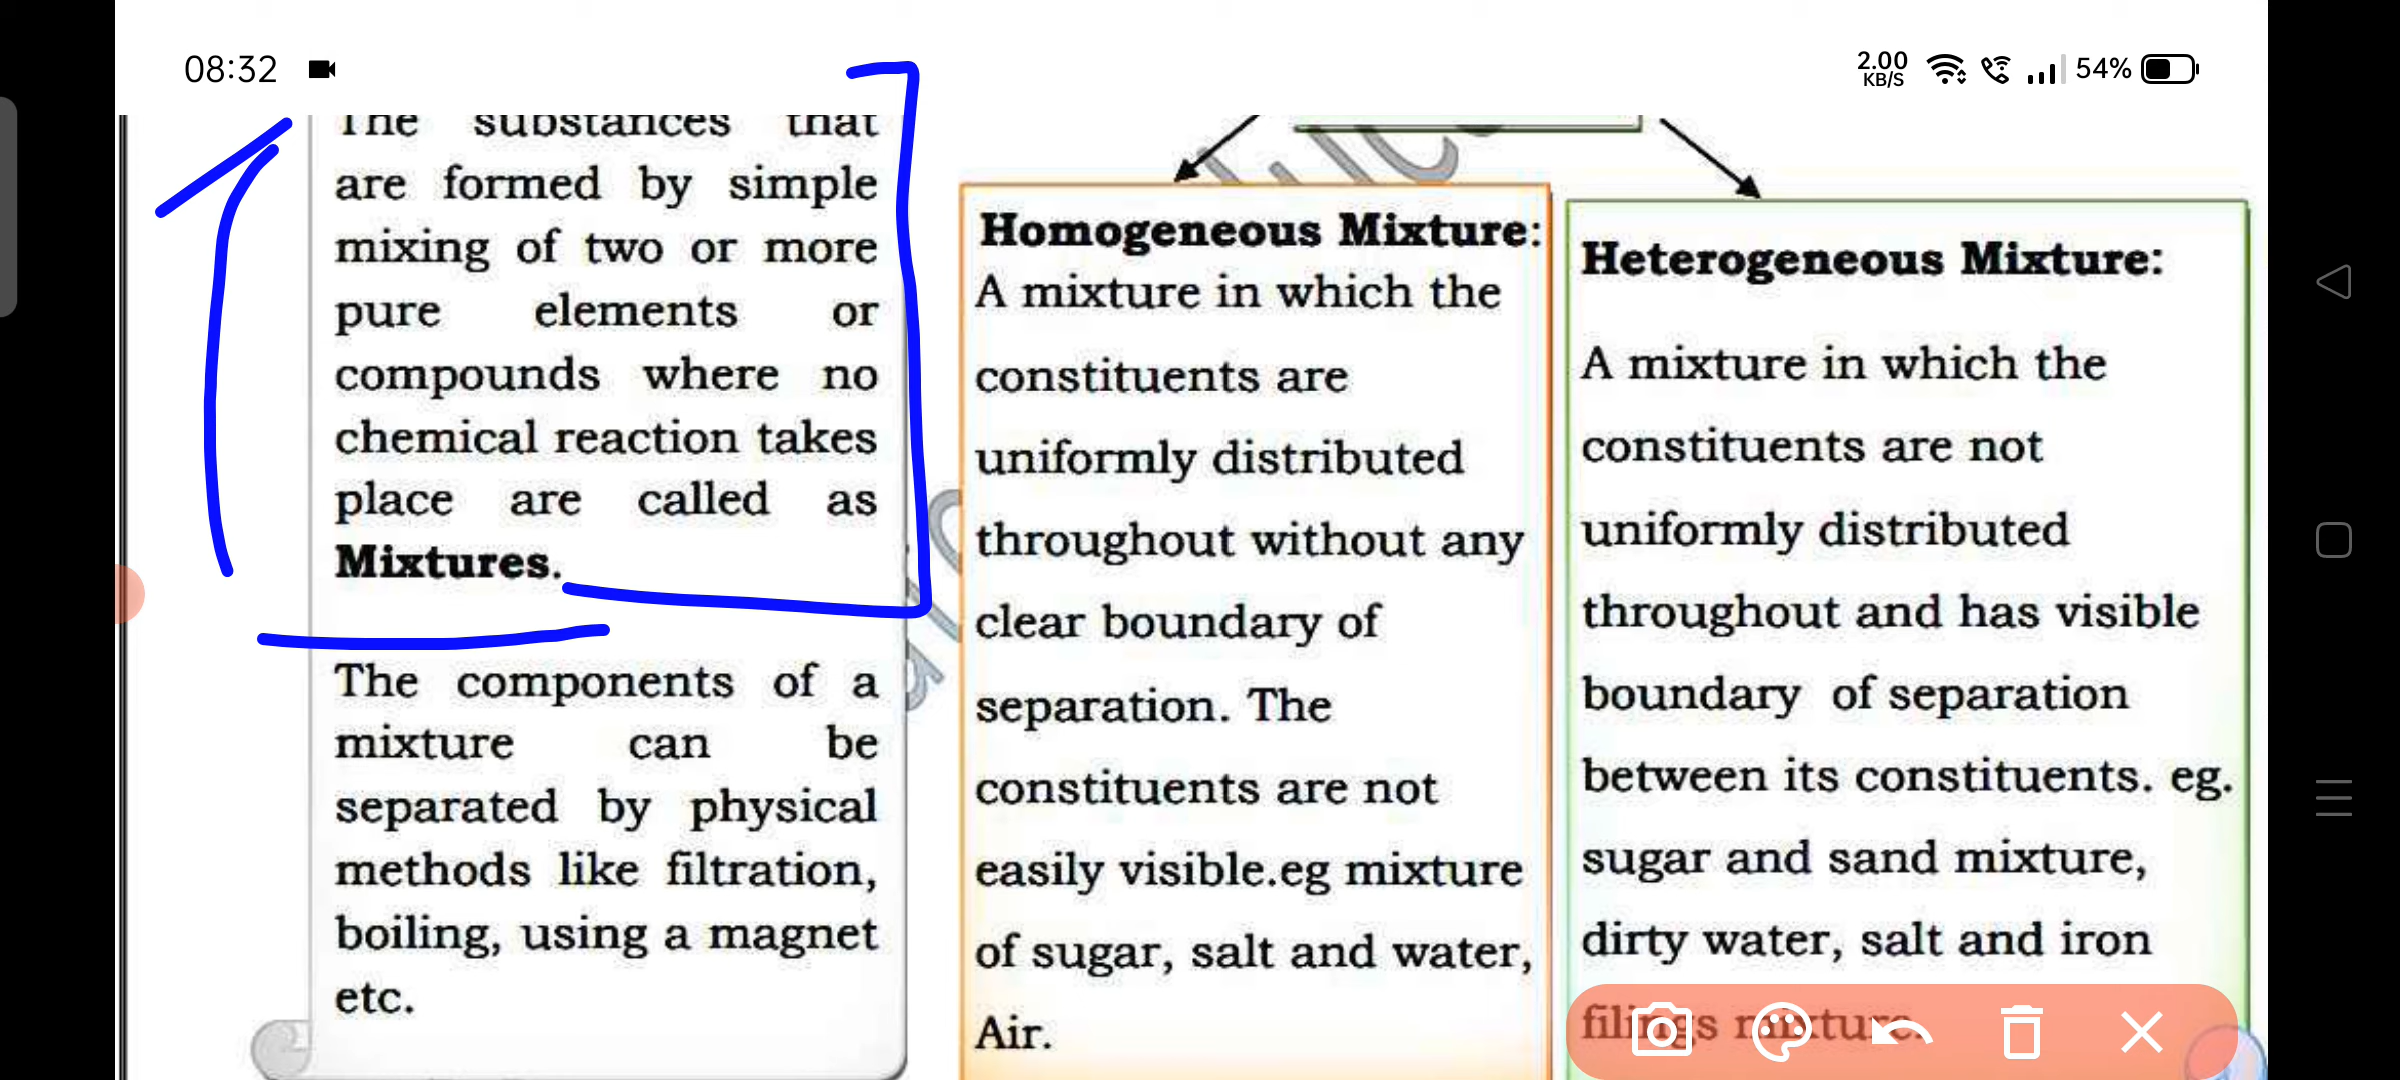 08:32
2.00
KB/S
54%
The substances that
are formed by simple
mixing of two or more
pure elements or
compounds where no
chemical reaction takes
place are called as
Mixtures.
The components of a
mixture can be
separated by physical
methods like filtration,
boiling, using a magnet
etc.
Homogeneous Mixture:
A mixture in which the
constituents are
uniformly distributed
throughout without any
clear boundary of
separation. The
constituents are not
easily visible.eg mixture
of sugar, salt and water,
Air.
Heterogeneous Mixture:
A mixture in which the
constituents are not
uniformly distributed
throughout and has visible
boundary of separation
between its constituents. eg.
sugar and sand mixture,
dirty water, salt and iron
filings mixture.